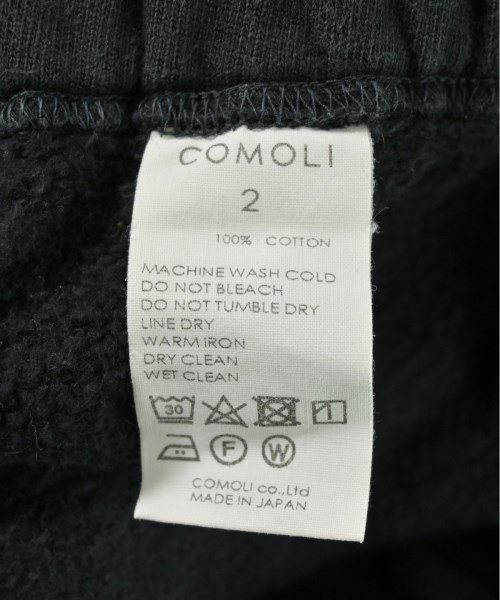 COMOLI
2
100% COTTON
MACHINE WASH COLD
DO NOT BLEACH
DO NOT TUMBLE DRY
LINE DRY
WARM IRON
DRY CLEAN
WET CLEAN
30
F W
COMOLI co.,Ltd
MADE IN JAPAN